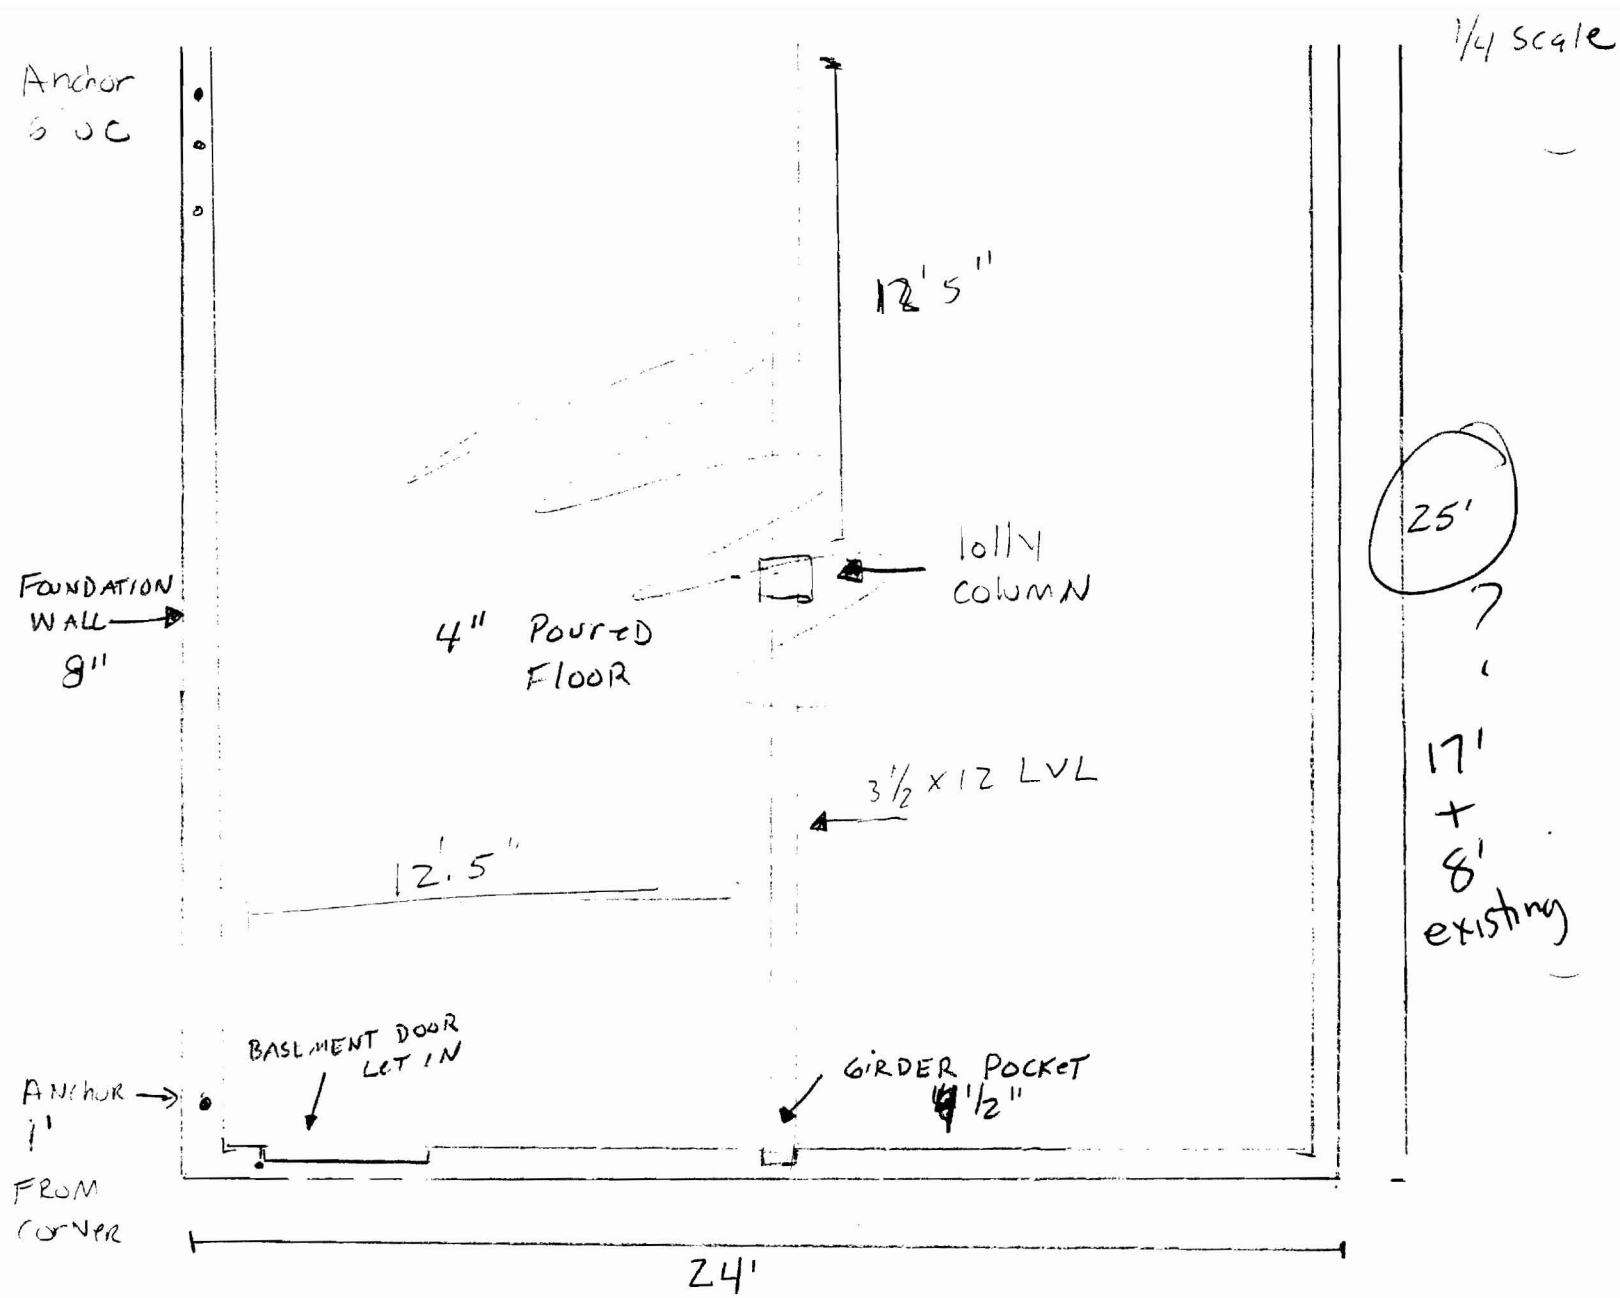 1/4 scale
Anchor
6' OC
12' 5"
25'
?
lolly
COLUMN
FOUNDATION
WALL
8"
4" POURED
FLOOR
17'
+
8'
existing
3 1/2 x 12 LVL
12'.5"
BASEMENT DOOR
LET IN
GIRDER POCKET
1/2"
ANCHOR
1'
FROM
CORNER
24'